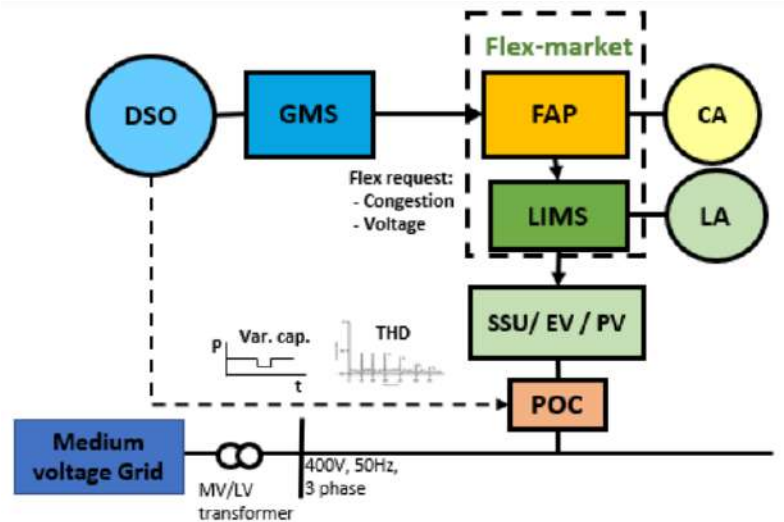 Flex-market
DSO
GMS
FAP
CA
Flex request:
- Congestion
- Voltage
LIMS
LA
SSU/ EV / PV
Var. cap.
P
t
THD
POC
Medium
voltage Grid
MV/LV
transformer
400V, 50Hz,
3 phase